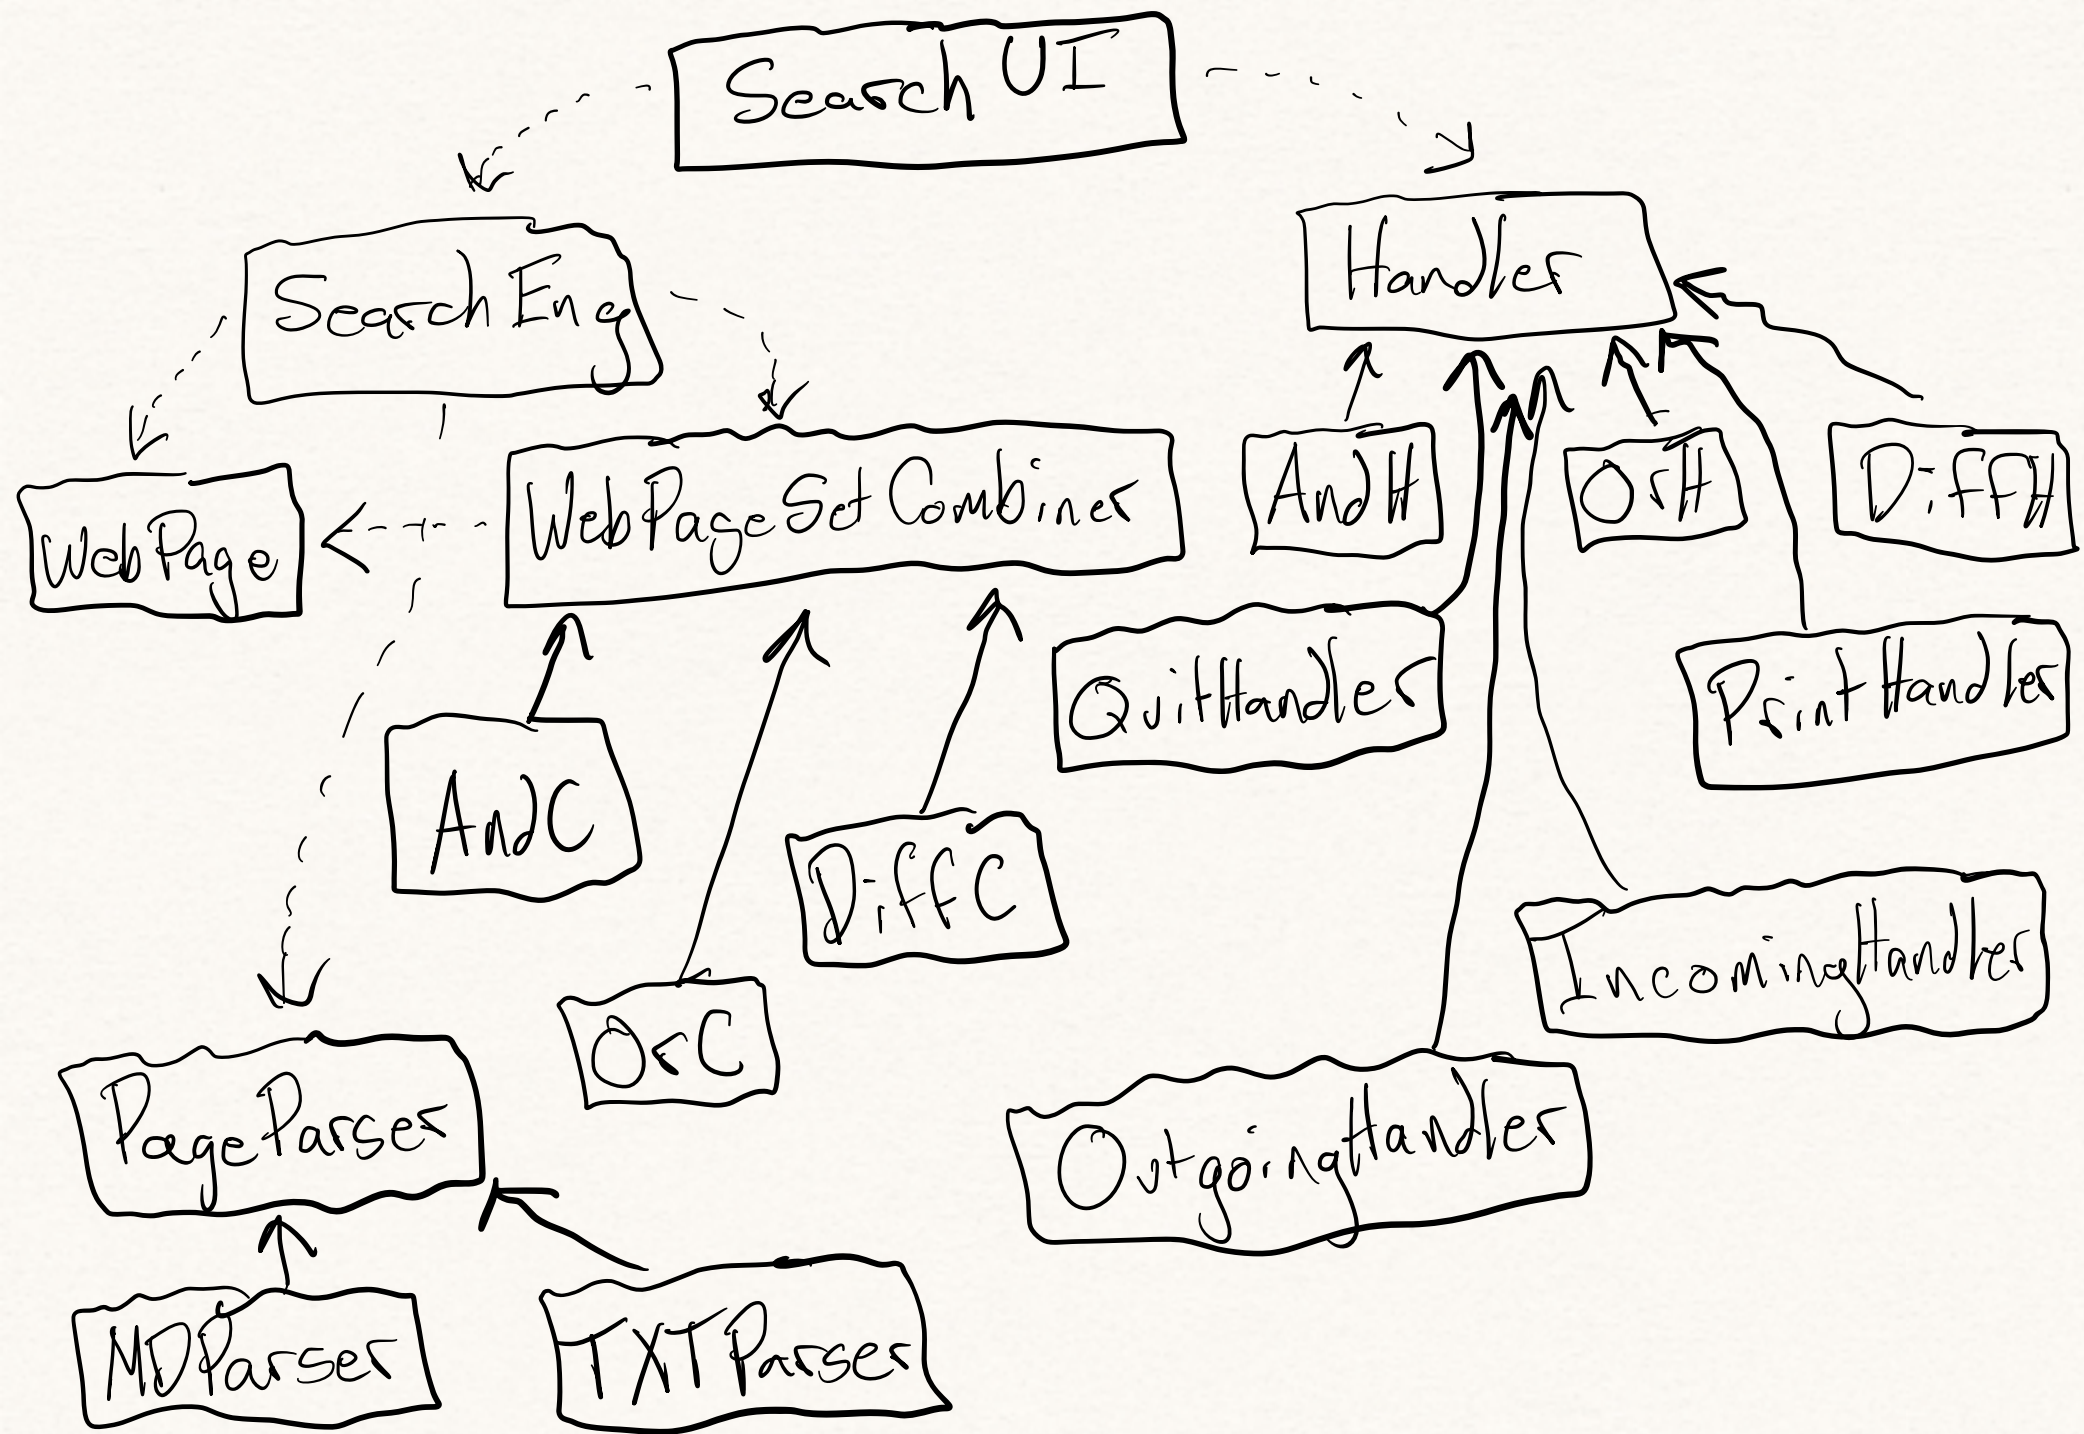 Search UI
Search Eng
Handler
WebPage
WebPageSetCombiner
AndH
OrH
DiffH
QuitHandler
PrintHandler
AndC
DiffC
OrC
IncomingHandler
PageParser
OutgoingHandler
MDParser
TXTParser